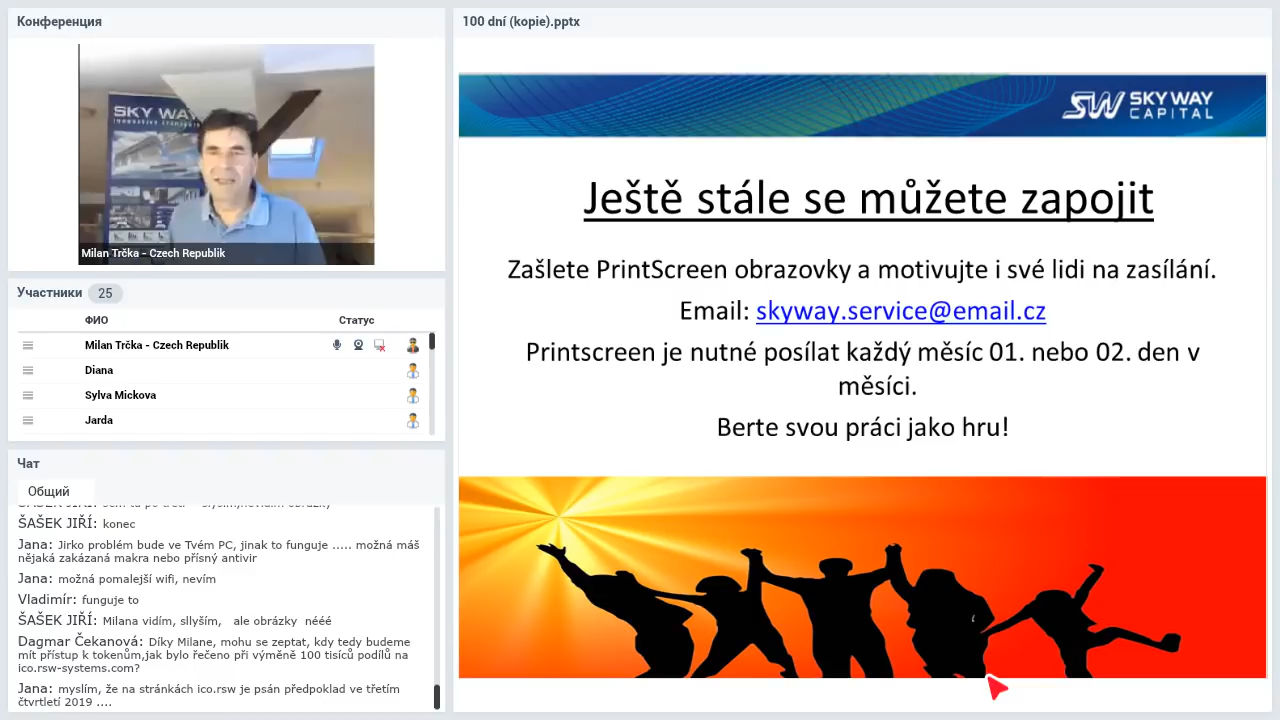 Конференция
SKY WAY
Milan Trčka - Czech Republik
Участники 25
ФИО Статус
Milan Trčka - Czech Republik
Diana
Sylva Mickova
Jarda
Чат
Общий
ŠAŠEK JIŘÍ: konec
Jana: Jirko problém bude ve Tvém PC, jinak to funguje ..... možná máš
nějaká zakázaná makra nebo přísný antivir
Jana: možná pomalejší wifi, nevím
Vladimír: funguje to
ŠAŠEK JIŘÍ: Milana vidím, sllyším, ale obrázky nééé
Dagmar Čekanová: Díky Milane, mohu se zeptat, kdy tedy budeme
mít přístup k tokenům,jak bylo řečeno při výměně 100 tisíců podílů na
ico.rsw-systems.com?
Jana: myslím, že na stránkách ico.rsw je psán předpoklad ve třetím
čtvrtletí 2019 ....
100 dní (kopie).pptx
SW SKY WAY
CAPITAL
Ještě stále se můžete zapojit
Zašlete PrintScreen obrazovky a motivujte i své lidi na zasílání.
Email: skyway.service@email.cz
Printscreen je nutné posílat každý měsíc 01. nebo 02. den v
měsíci.
Berte svou práci jako hru!